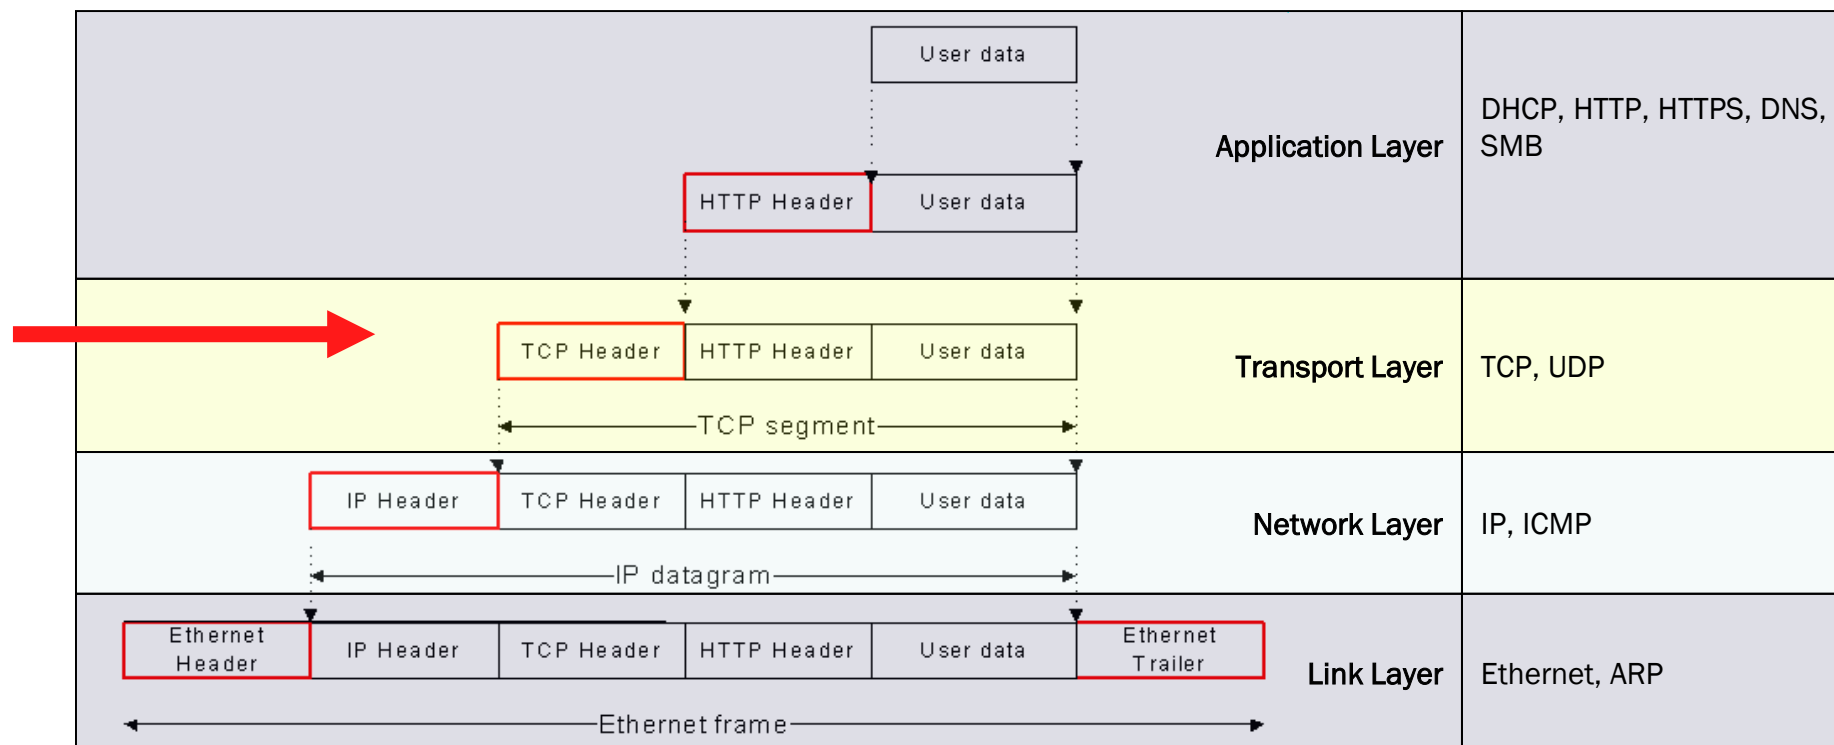 User data
Application Layer
DHCP, HTTP, HTTPS, DNS,
SMB
HTTP Header
User data
TCP Header
HTTP Header
User data
Transport Layer
TCP, UDP
TCP segment
IP Header
TCP Header
HTTP Header
User data
Network Layer
IP, ICMP
IP datagram
Ethernet
Header
IP Header
TCP Header
HTTP Header
User data
Ethernet
Trailer
Link Layer
Ethernet, ARP
Ethernet frame